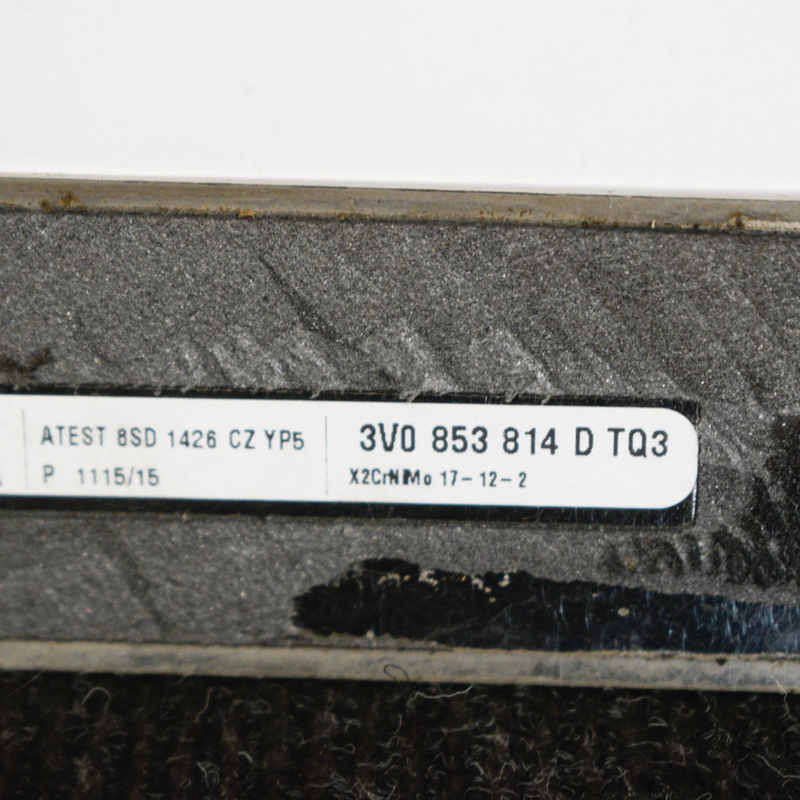 ATEST 8SD 1426 CZ YP5
P 1115/15
3V0 853 814 D TQ3
X2CrNiMo 17-12-2